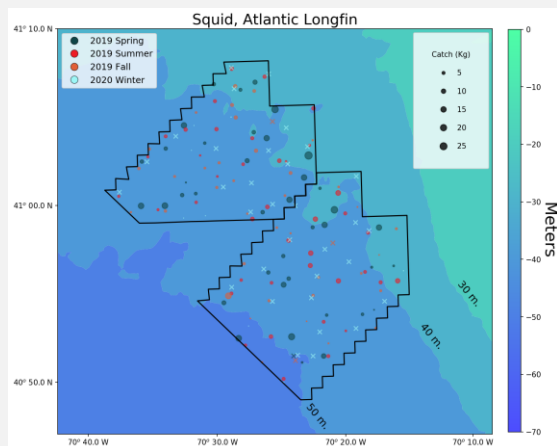 Squid, Atlantic Longfin
41° 10.0'N
41° 00.0'N
40° 50.0'N
70° 40.0'W
70° 30.0'W
70° 20.0'W
70° 10.0'W
2019 Spring
2019 Summer
2019 Fall
2020 Winter
Catch (Kg)
5
10
15
20
25
30 m.
40 m.
50 m.
0
−10
−20
−30
−40
−50
−60
−70
Meters